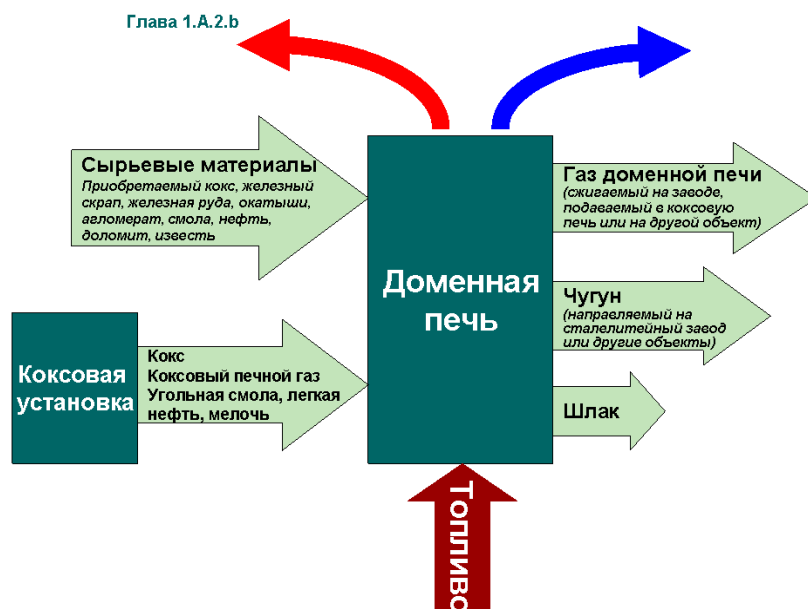 Глава 1.A.2.b
Сырьевые материалы
Приобретаемый кокс, железный
скрап, железная руда, окатыши,
агломерат, смола, нефть,
доломит, известь
Газ доменной печи
(сжигаемый на заводе,
подаваемый в коксовую
печь или на другой объект)
Доменная
печь
Чугун
(направляемый на
сталелитейный завод
или другие объекты)
Коксовая
установка
Кокс
Коксовый печной газ
Угольная смола, легкая
нефть, мелочь
Шлак
Топливо